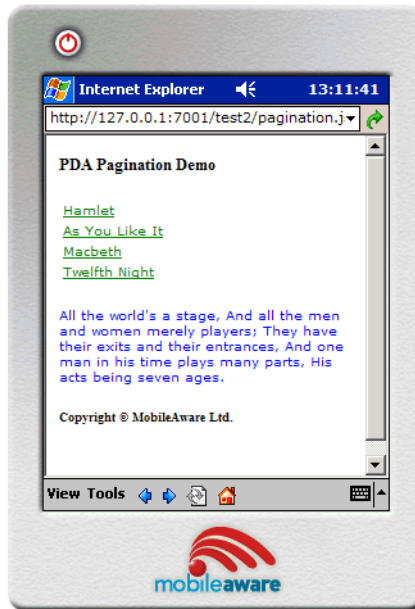 Internet Explorer 13:11:41
http://127.0.0.1:7001/test2/pagination.j
PDA Pagination Demo
Hamlet
As You Like It
Macbeth
Twelfth Night
All the world's a stage, And all the men
and women merely players; They have
their exits and their entrances, And one
man in his time plays many parts, His
acts being seven ages.
Copyright © MobileAware Ltd.
View Tools
mobileaware